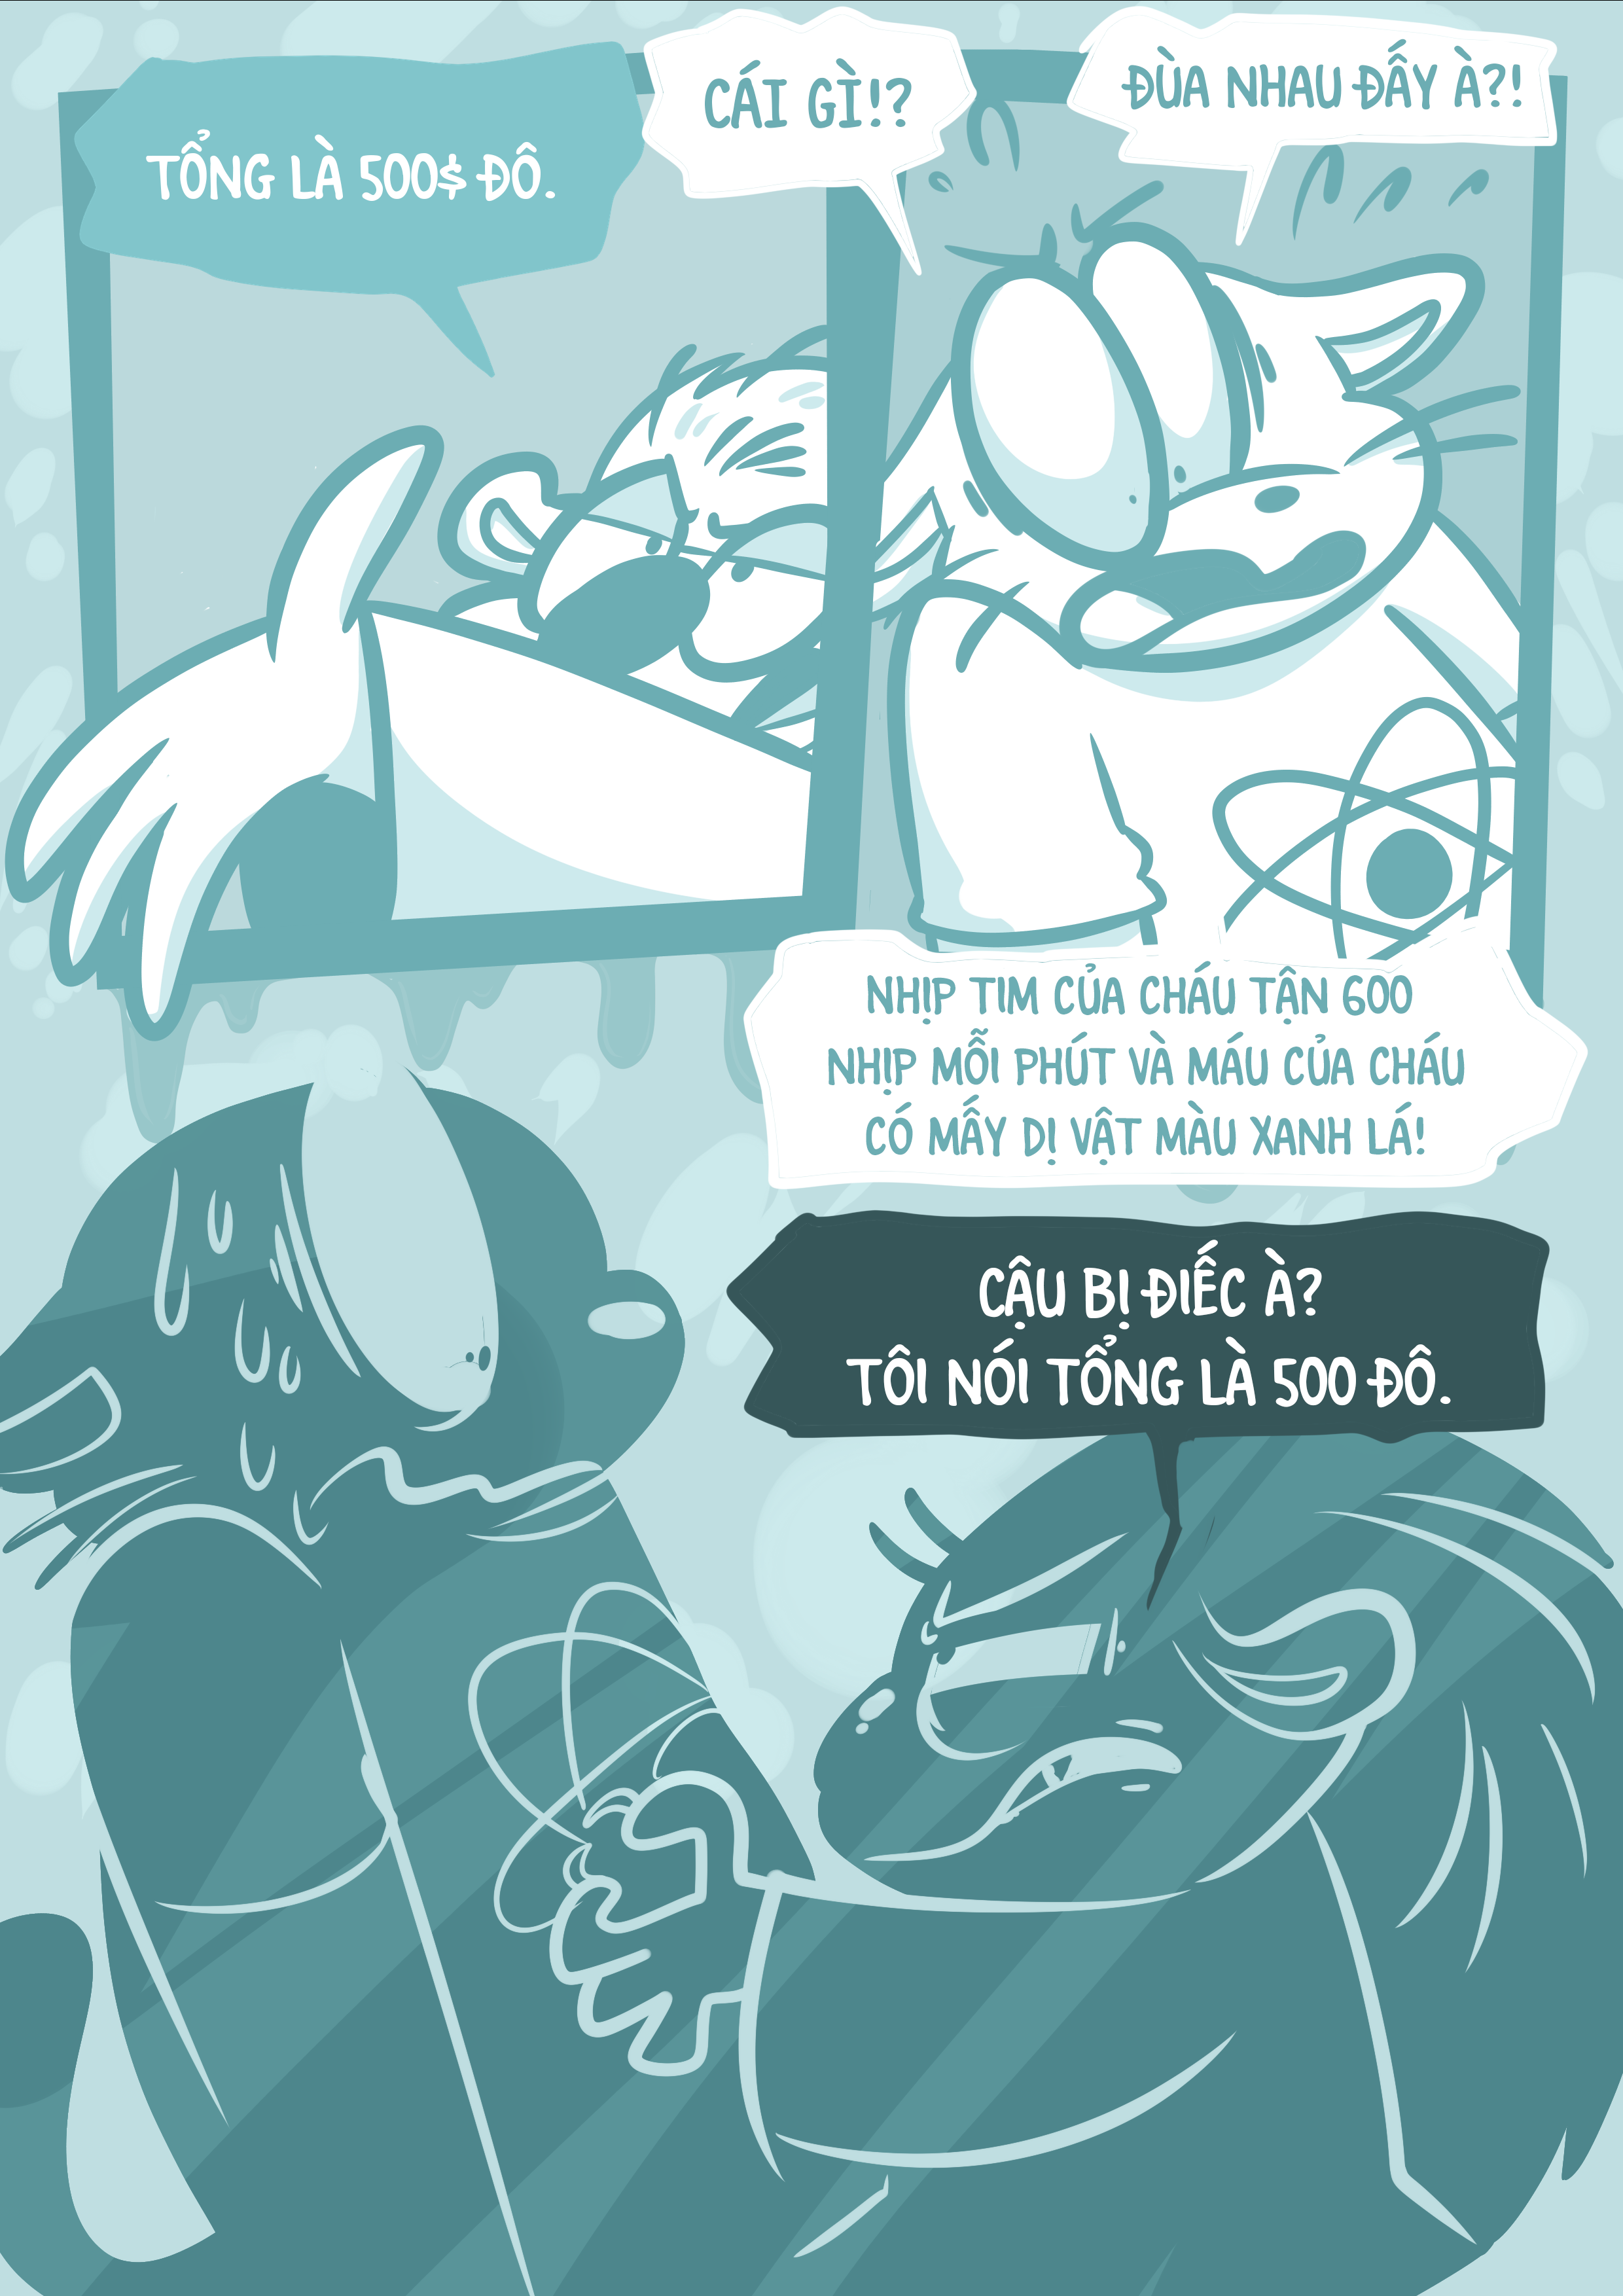 TỔNG LÀ 500$ ĐÔ.
CÁI GÌ!?
ĐÙA NHAU ĐẤY À?!
NHỊP TIM CỦA CHÁU TẬN 600
NHỊP MỖI PHÚT VÀ MÁU CỦA CHÁU
CÓ MẤY DỊ VẬT MÀU XANH LÁ!
CẬU BỊ ĐIẾC À?
TÔI NÓI TỔNG LÀ 500 ĐÔ.